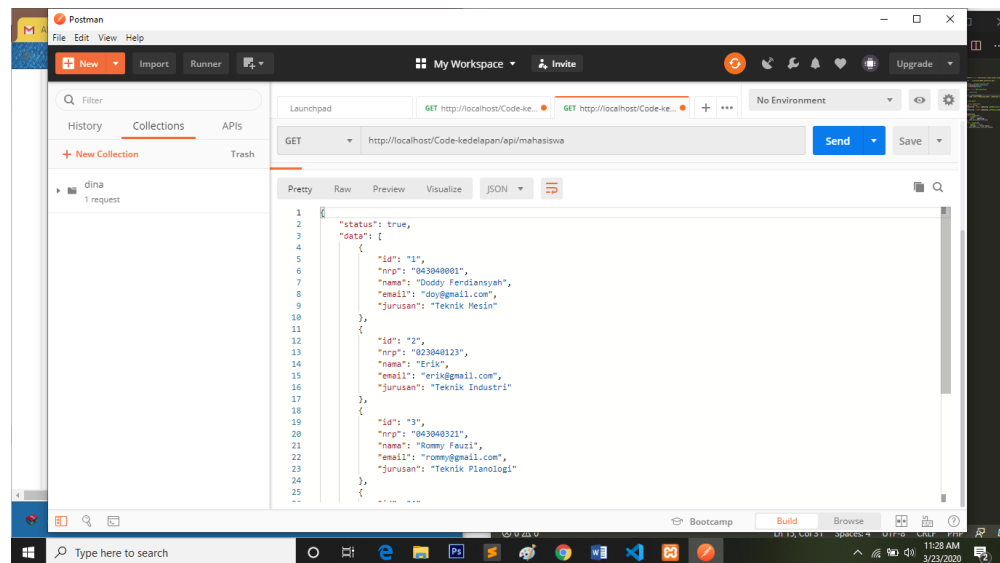 Postman
File Edit View Help
New Import Runner My Workspace Invite Upgrade
Filter
History Collections APIs
+ New Collection Trash
dina
1 request
Launchpad GET http://localhost/Code-ke... GET http://localhost/Code-ke... + ••• No Environment
GET http://localhost/Code-kedelapan/api/mahasiswa Send Save
Pretty Raw Preview Visualize JSON
1 {
2 "status": true,
3 "data": [
4 {
5 "id": "1",
6 "nrp": "043040001",
7 "nama": "Doddy Ferdiansyah",
8 "email": "doy@gmail.com",
9 "jurusan": "Teknik Mesin"
10 },
11 {
12 "id": "2",
13 "nrp": "023040123",
14 "nama": "Erik",
15 "email": "erik@gmail.com",
16 "jurusan": "Teknik Industri"
17 },
18 {
19 "id": "3",
20 "nrp": "043040321",
21 "nama": "Rommy Fauzi",
22 "email": "rommy@gmail.com",
23 "jurusan": "Teknik Planologi"
24 },
25 {
Bootcamp Build Browse
Type here to search
11:28 AM
3/23/2020